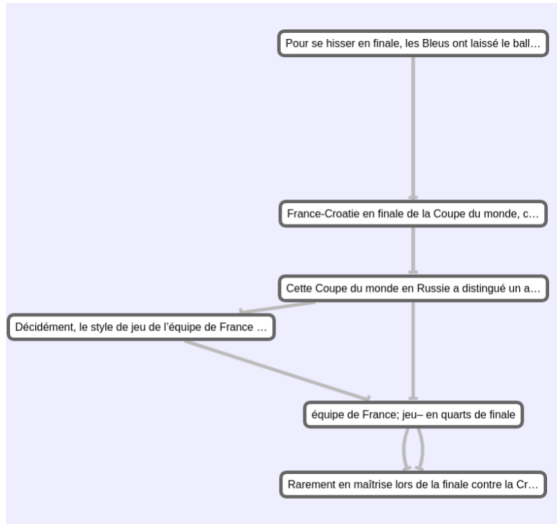 Pour se hisser en finale, les Bleus ont laissé le ball…
France-Croatie en finale de la Coupe du monde, c…
Cette Coupe du monde en Russie a distingué un a…
Décidément, le style de jeu de l’équipe de France …
équipe de France; jeu– en quarts de finale
Rarement en maîtrise lors de la finale contre la Cr…